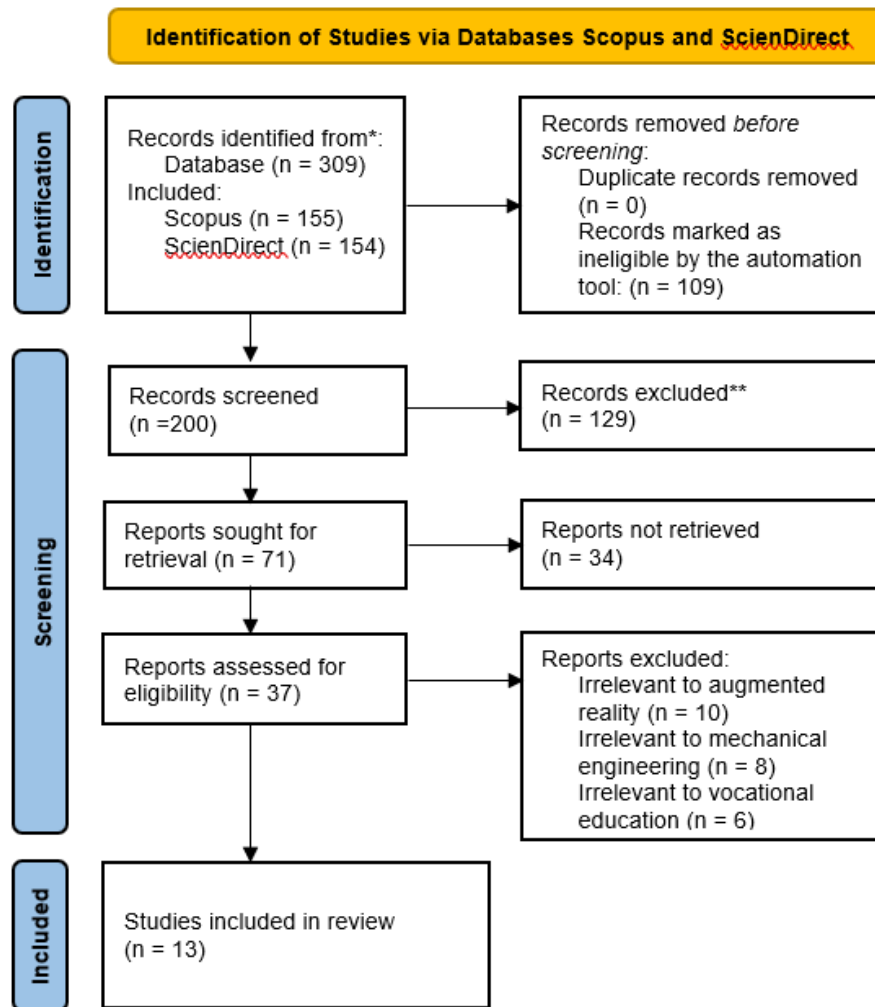 Identification of Studies via Databases Scopus and ScienDirect
Identification
Records identified from*:
Database (n = 309)
Included:
Scopus (n = 155)
ScienDirect (n = 154)
Records removed before
screening:
Duplicate records removed
(n = 0)
Records marked as
ineligible by the automation
tool: (n = 109)
Screening
Records screened
(n =200)
Records excluded**
(n = 129)
Reports sought for
retrieval (n = 71)
Reports not retrieved
(n = 34)
Reports assessed for
eligibility (n = 37)
Reports excluded:
Irrelevant to augmented
reality (n = 10)
Irrelevant to mechanical
engineering (n = 8)
Irrelevant to vocational
education (n = 6)
Included
Studies included in review
(n = 13)